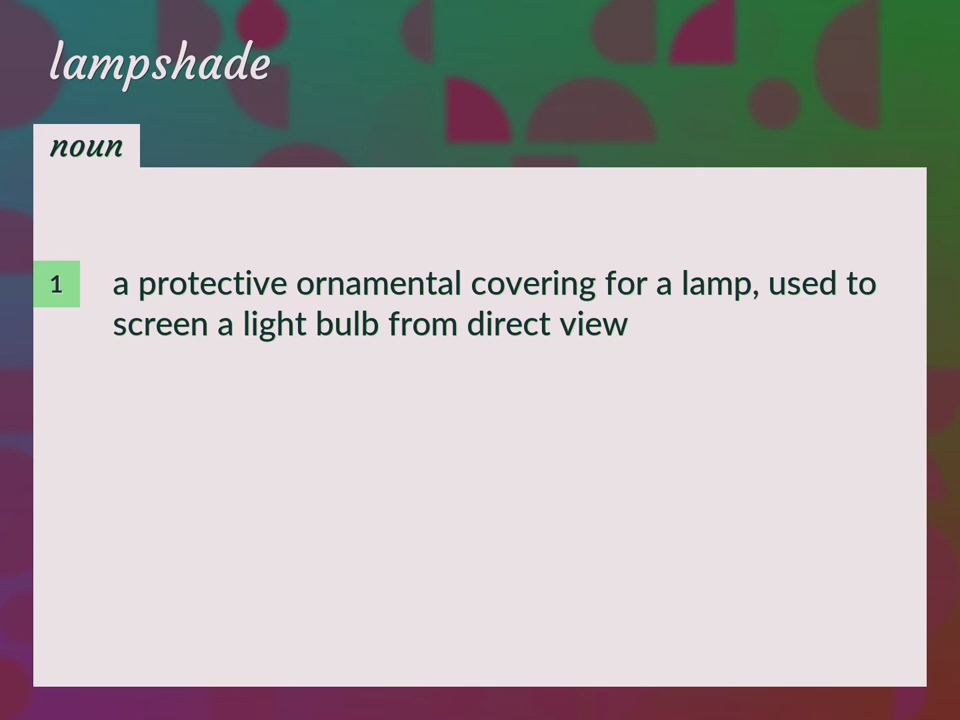 lampshade
noun
1
a protective ornamental covering for a lamp, used to
screen a light bulb from direct view